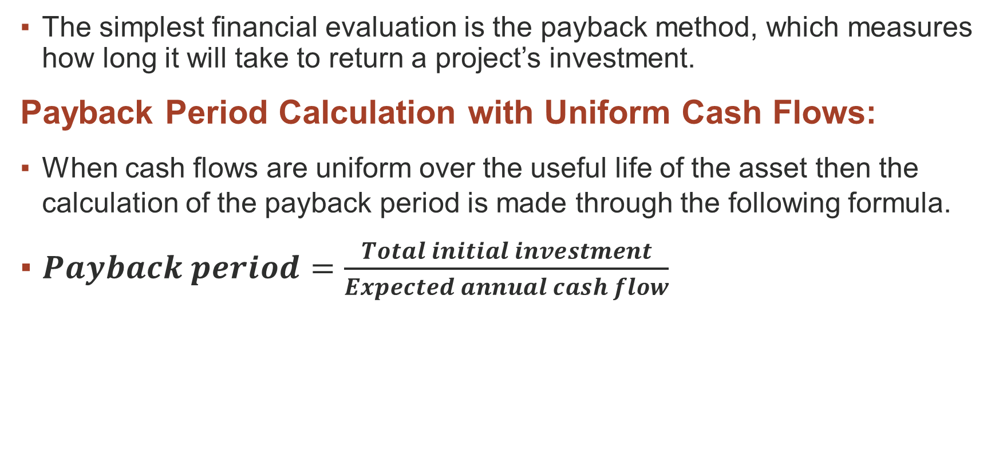 ▪ The simplest financial evaluation is the payback method, which measures
how long it will take to return a project’s investment.
Payback Period Calculation with Uniform Cash Flows:
▪ When cash flows are uniform over the useful life of the asset then the
calculation of the payback period is made through the following formula.
▪ Payback period = Total initial investment / Expected annual cash flow